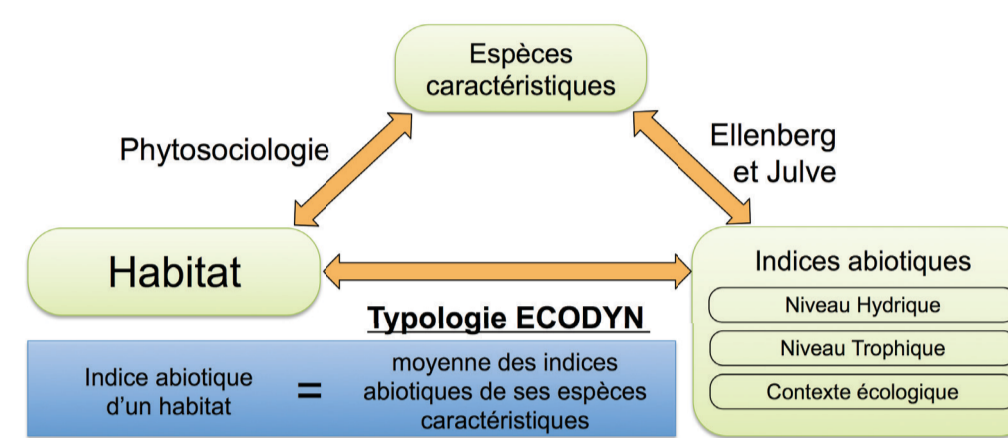 Espèces
caractéristiques
Phytosociologie
Ellenberg
et Julve
Habitat
Indices abiotiques
Niveau Hydrique
Niveau Trophique
Contexte écologique
Typologie ECODYN
Indice abiotique
d'un habitat
=
moyenne des indices
abiotiques de ses espèces
caractéristiques